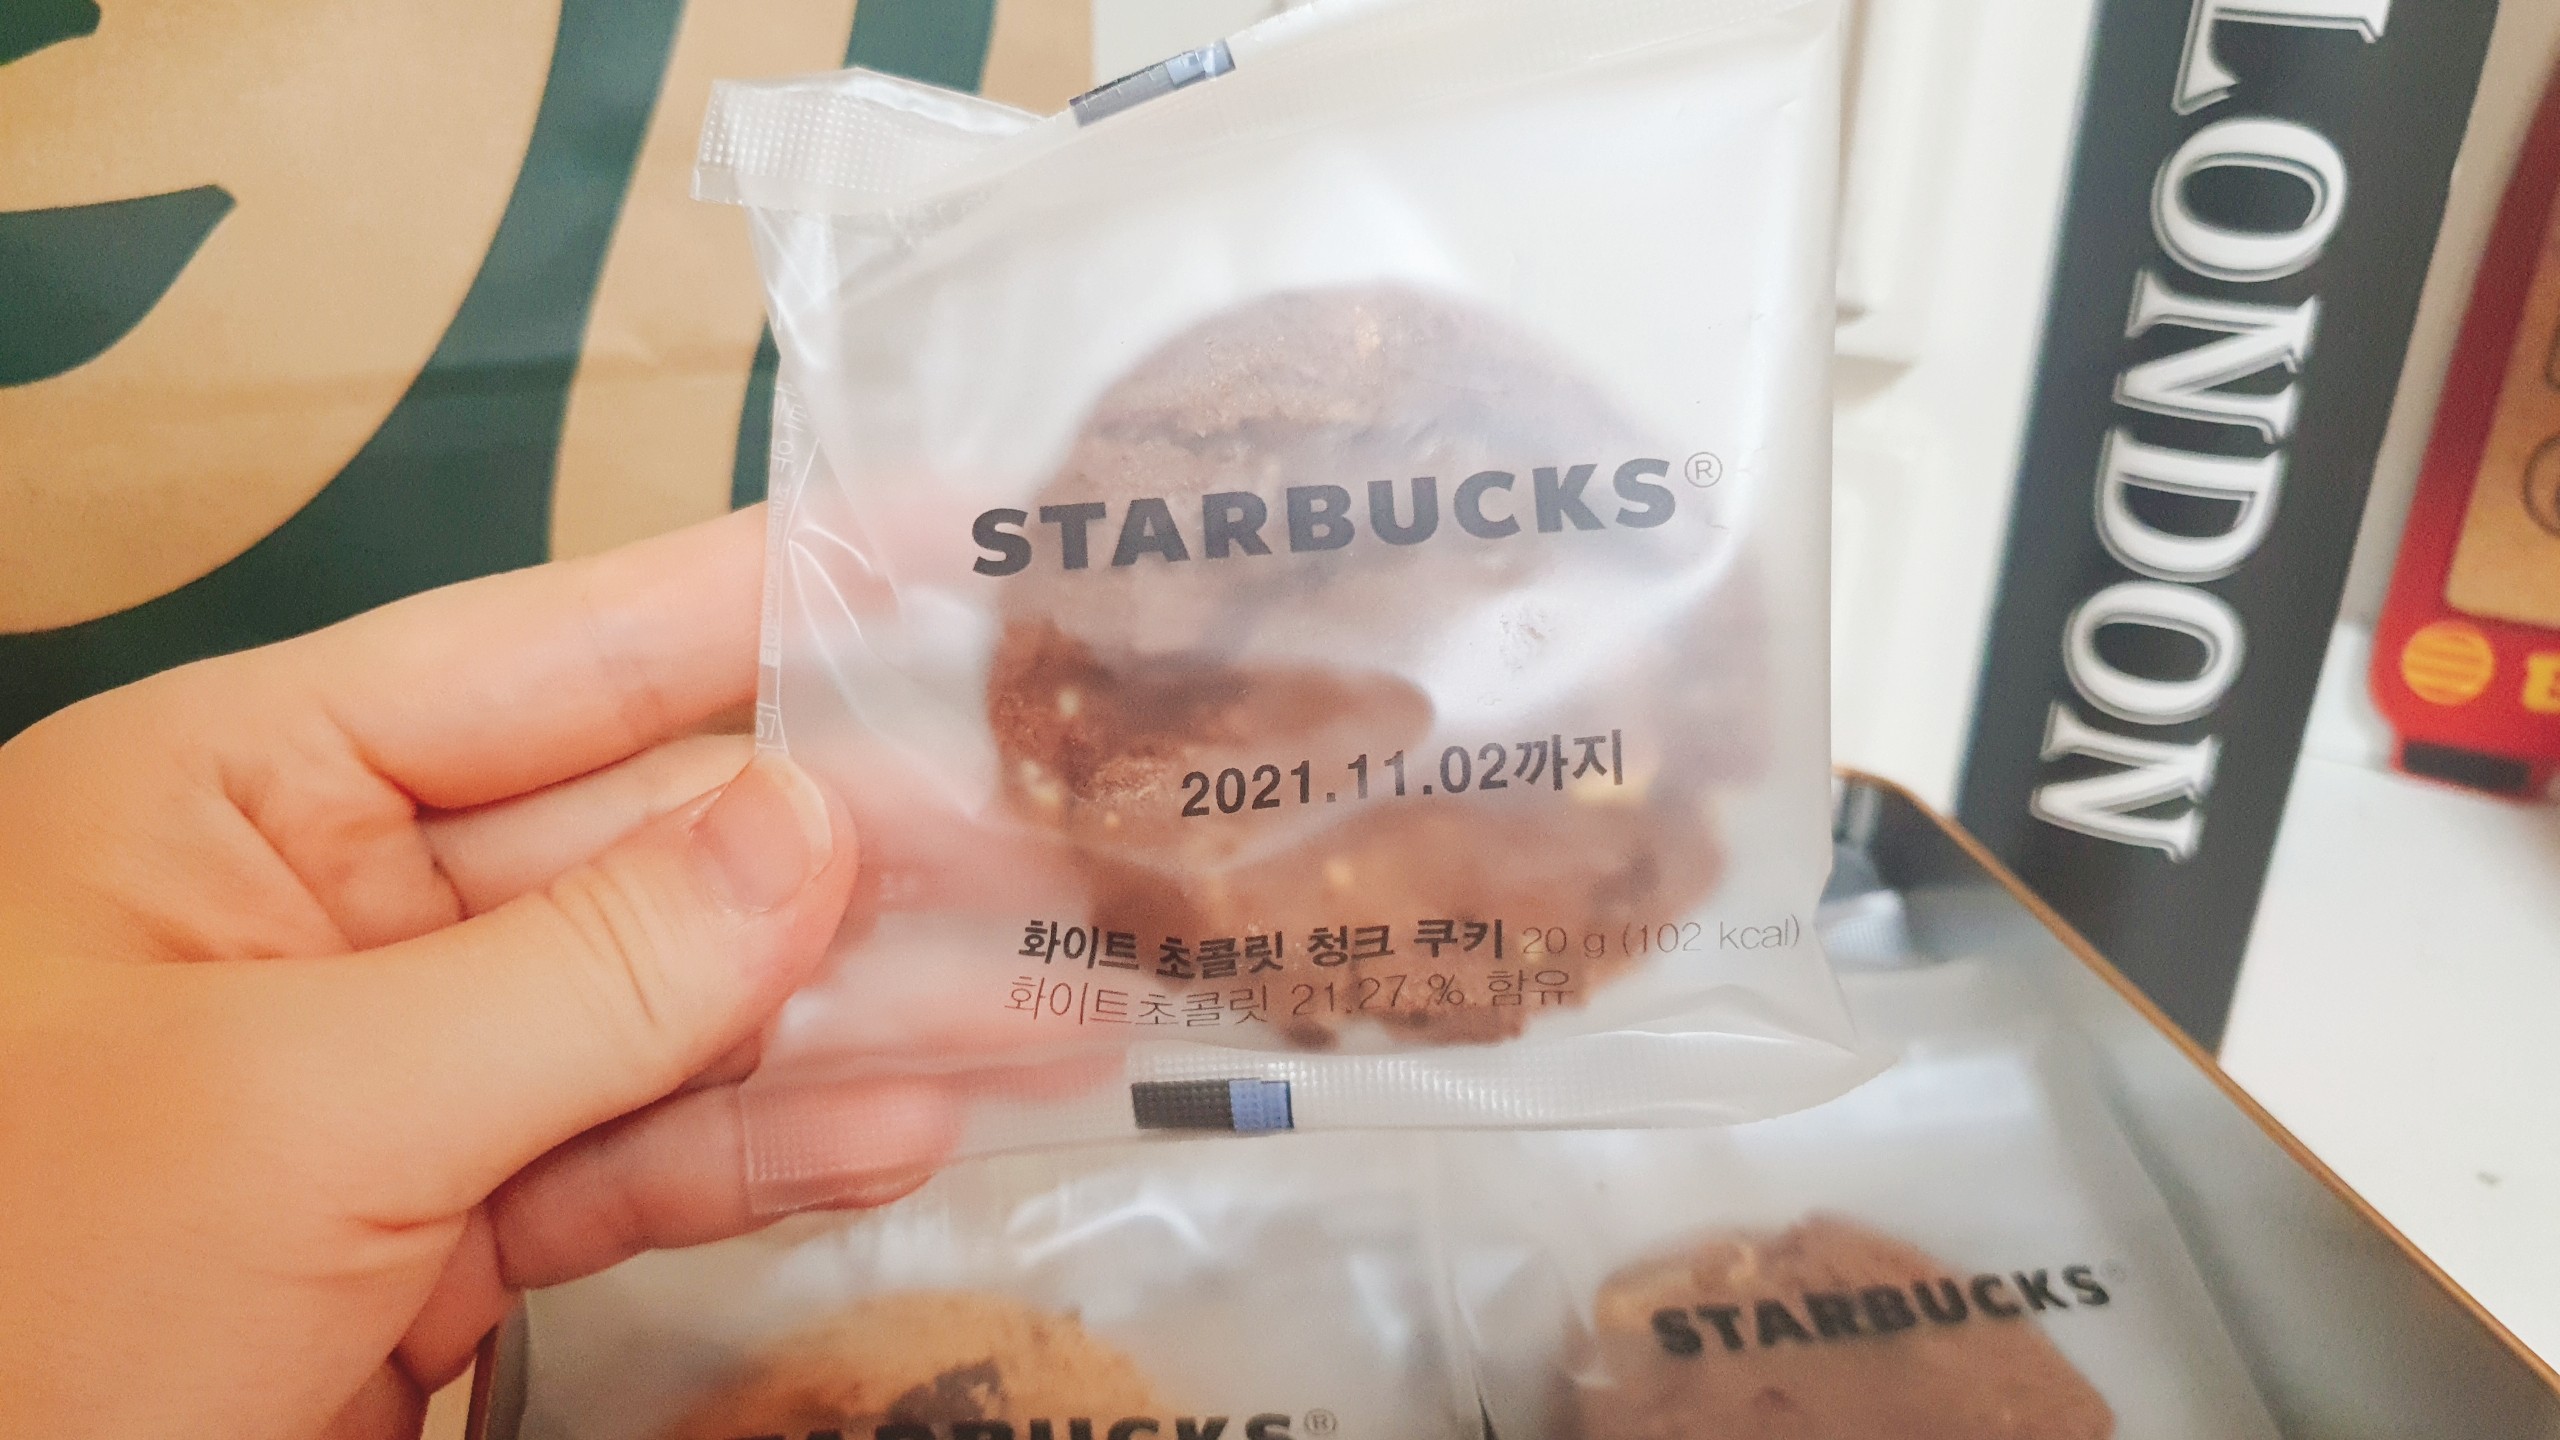 STARBUCKS®
2021.11.02까지
화이트 초콜릿 청크 쿠키 20 g (102 kcal)
화이트초콜릿 21.27 % 함유
LONDON
STARBUCKS
STARBUCKS®